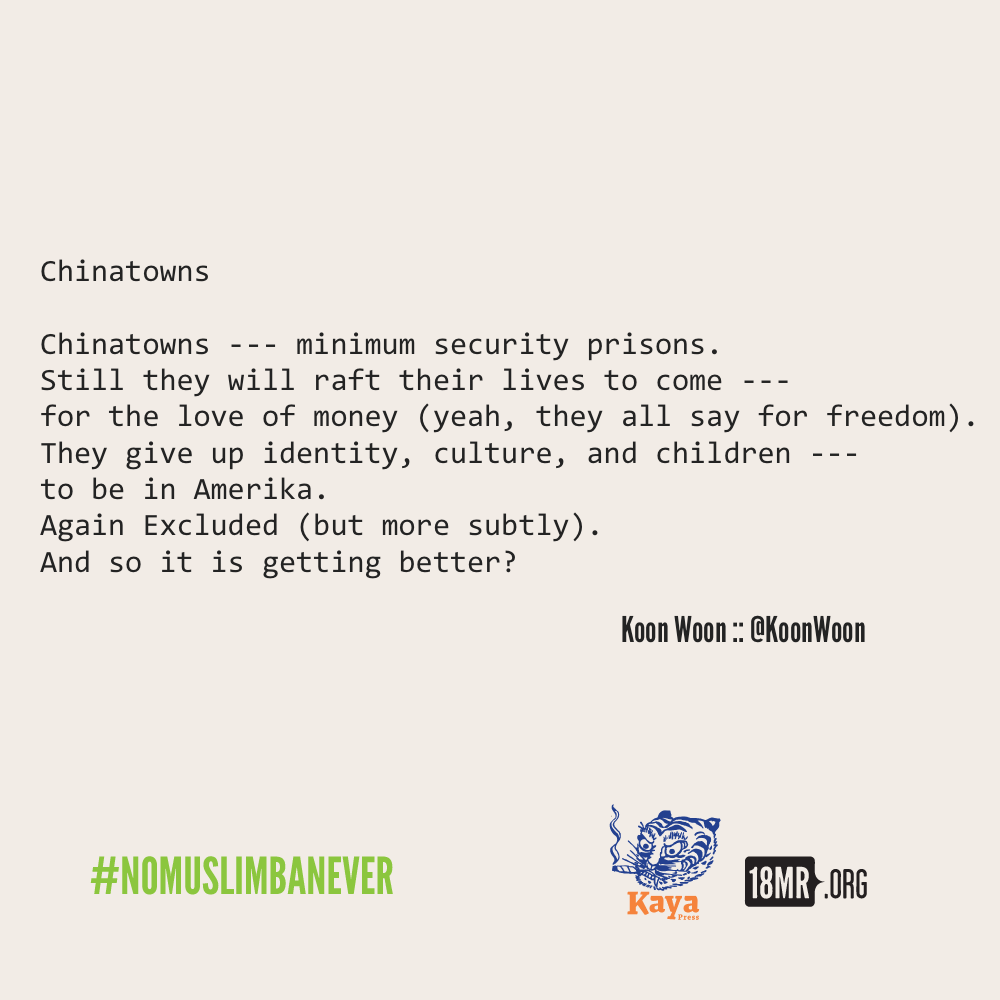 Chinatowns
Chinatowns --- minimum security prisons.
Still they will raft their lives to come ---
for the love of money (yeah, they all say for freedom).
They give up identity, culture, and children ---
to be in Amerika.
Again Excluded (but more subtly).
And so it is getting better?
Koon Woon :: @KoonWoon
#NOMUSLIMBANEVER
Kaya
Press
18MR.ORG